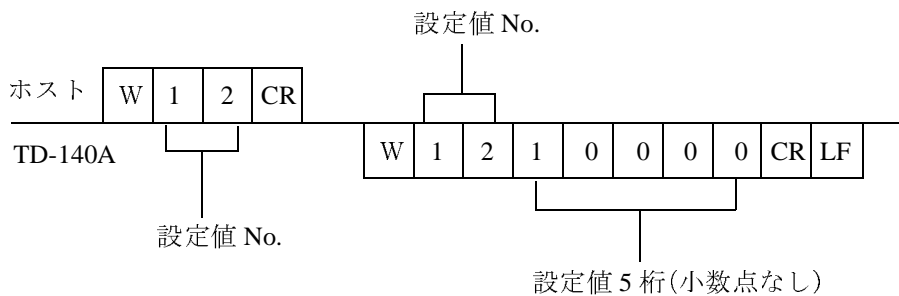 設定値 No.
ホスト W 1 2 CR
TD-140A W 1 2 1 0 0 0 0 CR LF
設定値 No.
設定値 5 桁(小数点なし)